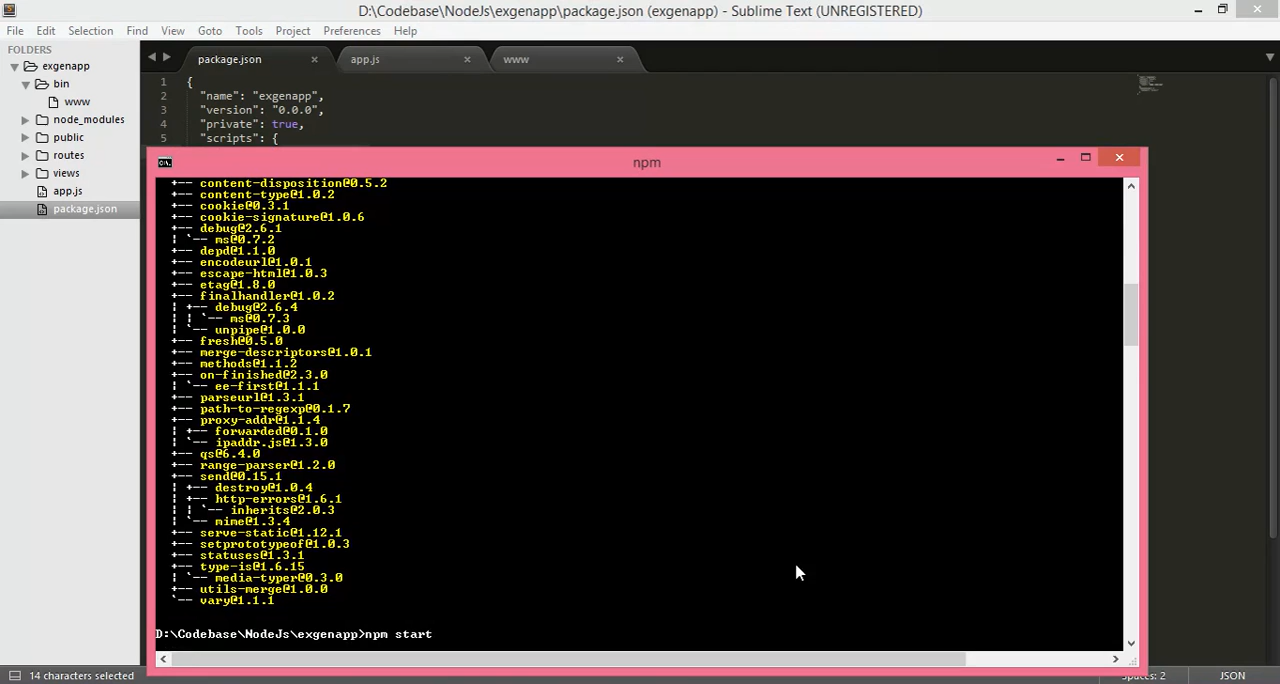 D:\Codebase\NodeJs\exgenapp\package.json (exgenapp) - Sublime Text (UNREGISTERED)
File Edit Selection Find View Goto Tools Project Preferences Help
FOLDERS
exgenapp
bin
www
node_modules
public
routes
views
app.js
package.json
package.json × app.js × www ×
1 {
2 "name": "exgenapp",
3 "version": "0.0.0",
4 "private": true,
5 "scripts": {
npm
+-- content-disposition@0.5.2
+-- content-type@1.0.2
+-- cookie@0.3.1
+-- cookie-signature@1.0.6
+-- debug@2.6.1
| `-- ms@0.7.2
+-- depd@1.1.0
+-- encodeurl@1.0.1
+-- escape-html@1.0.3
+-- etag@1.8.0
+-- finalhandler@1.0.2
| +-- debug@2.6.4
| | `-- ms@0.7.3
| `-- unpipe@1.0.0
+-- fresh@0.5.0
+-- merge-descriptors@1.0.1
+-- methods@1.1.2
+-- on-finished@2.3.0
| `-- ee-first@1.1.1
+-- parseurl@1.3.1
+-- path-to-regexp@0.1.7
+-- proxy-addr@1.1.4
| +-- forwarded@0.1.0
| `-- ipaddr.js@1.3.0
+-- qs@6.4.0
+-- range-parser@1.2.0
+-- send@0.15.1
| +-- destroy@1.0.4
| +-- http-errors@1.6.1
| | `-- inherits@2.0.3
| `-- mime@1.3.4
+-- serve-static@1.12.1
+-- setprototypeof@1.0.3
+-- statuses@1.3.1
+-- type-is@1.6.15
| `-- media-typer@0.3.0
+-- utils-merge@1.0.0
`-- vary@1.1.1
D:\Codebase\NodeJs\exgenapp>npm start
14 characters selected
Spaces: 2 JSON